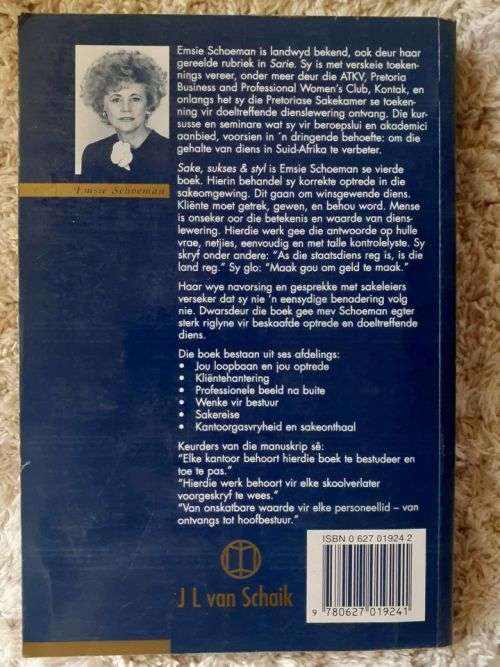 Emsie Schoeman is landwyd bekend, ook deur haar
gereelde rubriek in Sarie. Sy is met verskeie toeken-
nings vereer, onder meer deur die ATKV, Pretoria
Business and Professional Women's Club, Kontak, en
onlangs het sy die Pretoriase Sakekamer se toeken-
ning vir doeltreffende dienslewering ontvang. Die kur-
susse en seminare wat sy vir beroepslui en akademici
aanbied, voorsien in 'n dringende behoefte: om die
gehalte van diens in Suid-Afrika te verbeter.
Emsie Schoeman
Sake, sukses & styl is Emsie Schoeman se vierde
boek. Hierin behandel sy korrekte optrede in die
sakeomgewing. Dit gaan om winsgewende diens.
Kliënte moet getrek, gewen, en behou word. Mense
is onseker oor die betekenis en waarde van diens-
lewering. Hierdie werk gee die antwoorde op hulle
vrae, netjies, eenvoudig en met talle kontrolelyste. Sy
skryf onder andere: "As die staatsdiens reg is, is die
land reg." Sy glo: "Maak gou om geld te maak."
Haar wye navorsing en gesprekke met sakeleiers
verseker dat sy nie 'n eensydige benadering volg
nie. Dwarsdeur die boek gee mev Schoeman egter
sterk riglyne vir beskaafde optrede en doeltreffende
diens.
Die boek bestaan uit ses afdelings:
• Jou loopbaan en jou optrede
• Kliëntehantering
• Professionele beeld na buite
• Wenke vir bestuur
• Sakereise
• Kantoorgasvryheid en sakeonthaal
Keurders van die manuskrip sê:
"Elke kantoor behoort hierdie boek te bestudeer en
toe te pas."
"Hierdie werk behoort vir elke skoolverlater
voorgeskryf te wees."
"Van onskatbare waarde vir elke personeellid – van
ontvangs tot hoofbestuur."
ISBN 0 627 01924 2
J L van Schaik
9 780627 019241